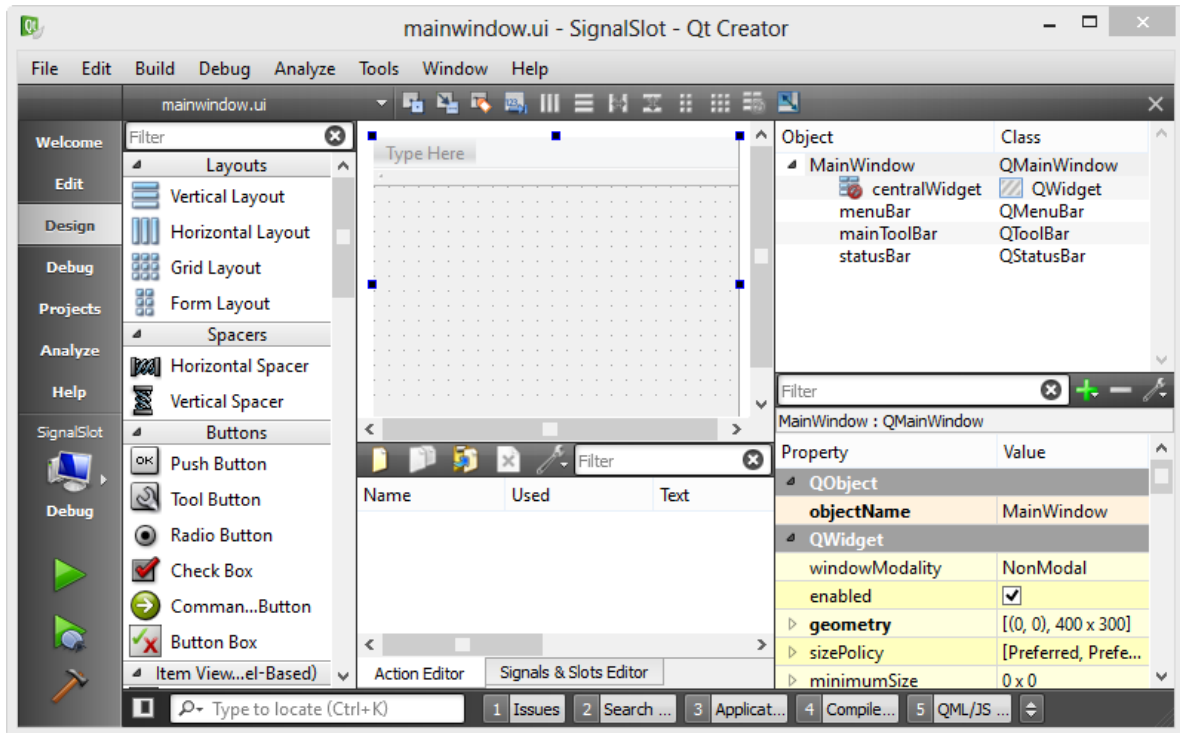 mainwindow.ui - SignalSlot - Qt Creator
File Edit Build Debug Analyze Tools Window Help
mainwindow.ui
Welcome
Edit
Design
Debug
Projects
Analyze
Help
SignalSlot
Debug
Filter
Layouts
Vertical Layout
Horizontal Layout
Grid Layout
Form Layout
Spacers
Horizontal Spacer
Vertical Spacer
Buttons
OK Push Button
Tool Button
Radio Button
Check Box
Comman...Button
Button Box
Item View...el-Based)
Type Here
Filter
Name Used Text
Action Editor Signals & Slots Editor
Object Class
MainWindow QMainWindow
centralWidget QWidget
menuBar QMenuBar
mainToolBar QToolBar
statusBar QStatusBar
Filter
MainWindow : QMainWindow
Property Value
QObject
objectName MainWindow
QWidget
windowModality NonModal
enabled
geometry [(0, 0), 400 x 300]
sizePolicy [Preferred, Prefe...
minimumSize 0 x 0
Type to locate (Ctrl+K) 1 Issues 2 Search ... 3 Applicat... 4 Compile... 5 QML/JS ...